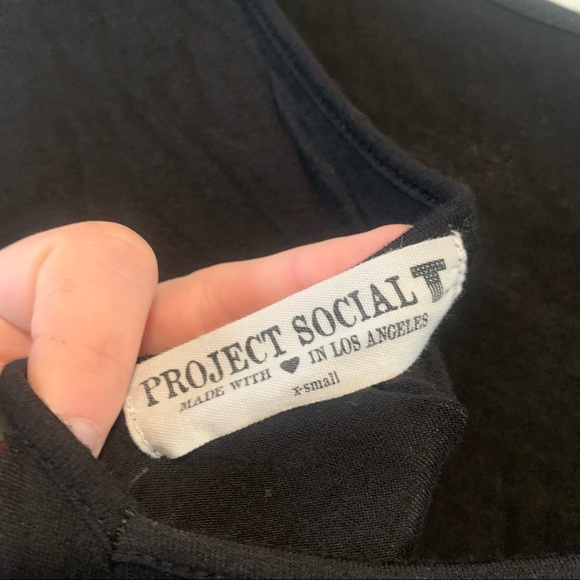 PROJECT SOCIAL T
MADE WITH ♥ IN LOS ANGELES
x-small